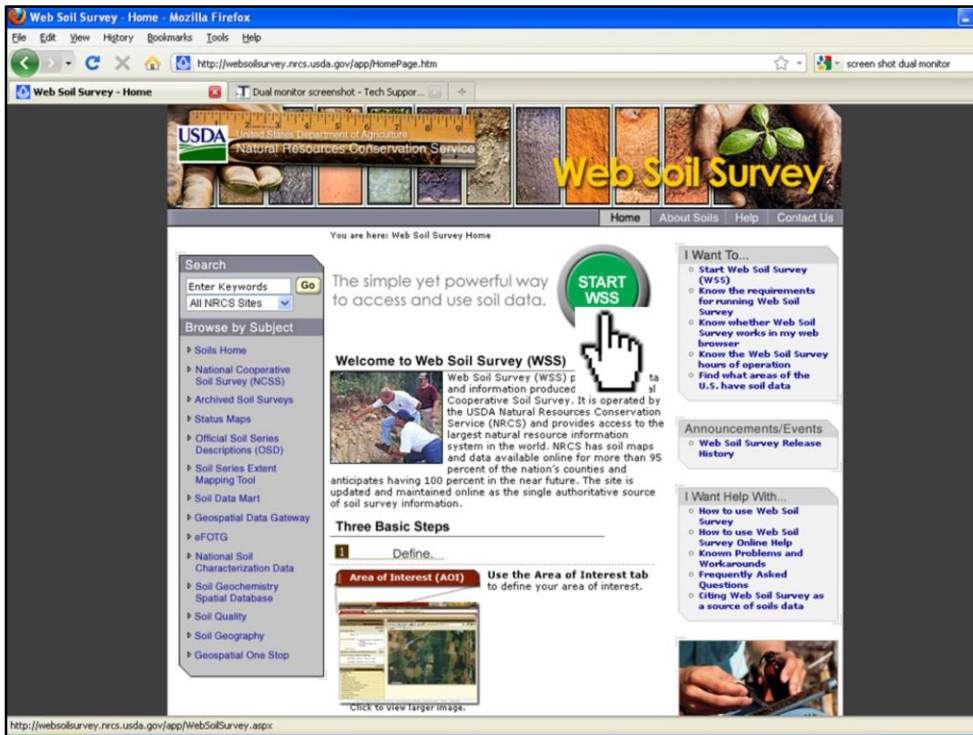 Web Soil Survey - Home - Mozilla Firefox
File Edit View History Bookmarks Tools Help
http://websoilsurvey.nrcs.usda.gov/app/HomePage.htm
screen shot dual monitor
Web Soil Survey - Home
Dual monitor screenshot - Tech Suppor...
USDA
United States Department of Agriculture
Natural Resources Conservation Service
Web Soil Survey
Home About Soils Help Contact Us
You are here: Web Soil Survey Home
Search
Enter Keywords Go
All NRCS Sites
Browse by Subject
Soils Home
National Cooperative
Soil Survey (NCSS)
Archived Soil Surveys
Status Maps
Official Soil Series
Descriptions (OSD)
Soil Series Extent
Mapping Tool
Soil Data Mart
Geospatial Data Gateway
eFOTG
National Soil
Characterization Data
Soil Geochemistry
Spatial Database
Soil Quality
Soil Geography
Geospatial One Stop
The simple yet powerful way
to access and use soil data.
START
WSS
Welcome to Web Soil Survey (WSS)
Web Soil Survey (WSS) p ta
and information produced al
Cooperative Soil Survey. It is operated by
the USDA Natural Resources Conservation
Service (NRCS) and provides access to the
largest natural resource information
system in the world. NRCS has soil maps
and data available online for more than 95
percent of the nation's counties and
anticipates having 100 percent in the near future. The site is
updated and maintained online as the single authoritative source
of soil survey information.
Three Basic Steps
1 Define.
Area of Interest (AOI)
Use the Area of Interest tab
to define your area of interest.
Click to view larger image.
I Want To...
Start Web Soil Survey
(WSS)
Know the requirements
for running Web Soil
Survey
Know whether Web Soil
Survey works in my web
browser
Know the Web Soil Survey
hours of operation
Find what areas of the
U.S. have soil data
Announcements/Events
Web Soil Survey Release
History
I Want Help With...
How to use Web Soil
Survey
How to use Web Soil
Survey Online Help
Known Problems and
Workarounds
Frequently Asked
Questions
Citing Web Soil Survey as
a source of soils data
http://websoilsurvey.nrcs.usda.gov/app/WebSoilSurvey.aspx